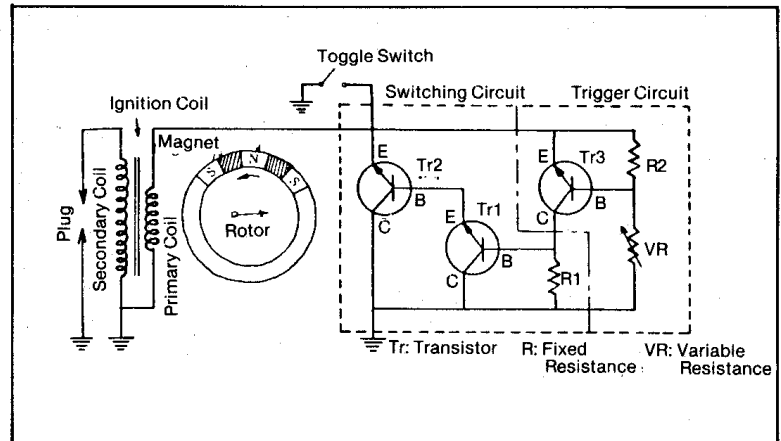 Toggle Switch
Ignition Coil
Switching Circuit
Trigger Circuit
Magnet
S
N
S
E
Tr2
B
C
E
Tr1
B
C
E
Tr3
B
C
R2
VR
R1
Plug
Secondary Coil
Primary Coil
Rotor
Tr: Transistor
R: Fixed
Resistance
VR: Variable
Resistance